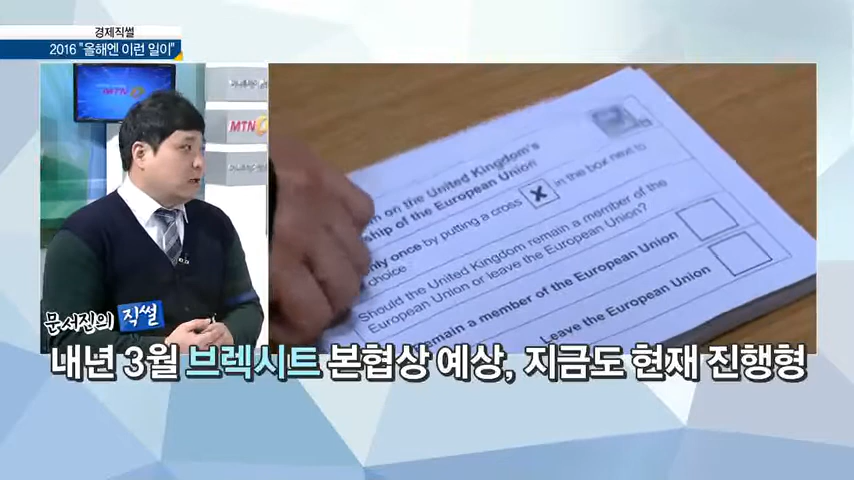 경제직썰
2016 "올해엔 이런 일이"
MTN
MTN
n on the United Kingdom's
ship of the European Union
nly once by putting a cross x in the box next to
choice
Should the United Kingdom remain a member of the
European Union or leave the European Union?
emain a member of the European Union
Leave the European Union
문서진의 직썰
내년 3월 브렉시트 본협상 예상, 지금도 현재 진행형